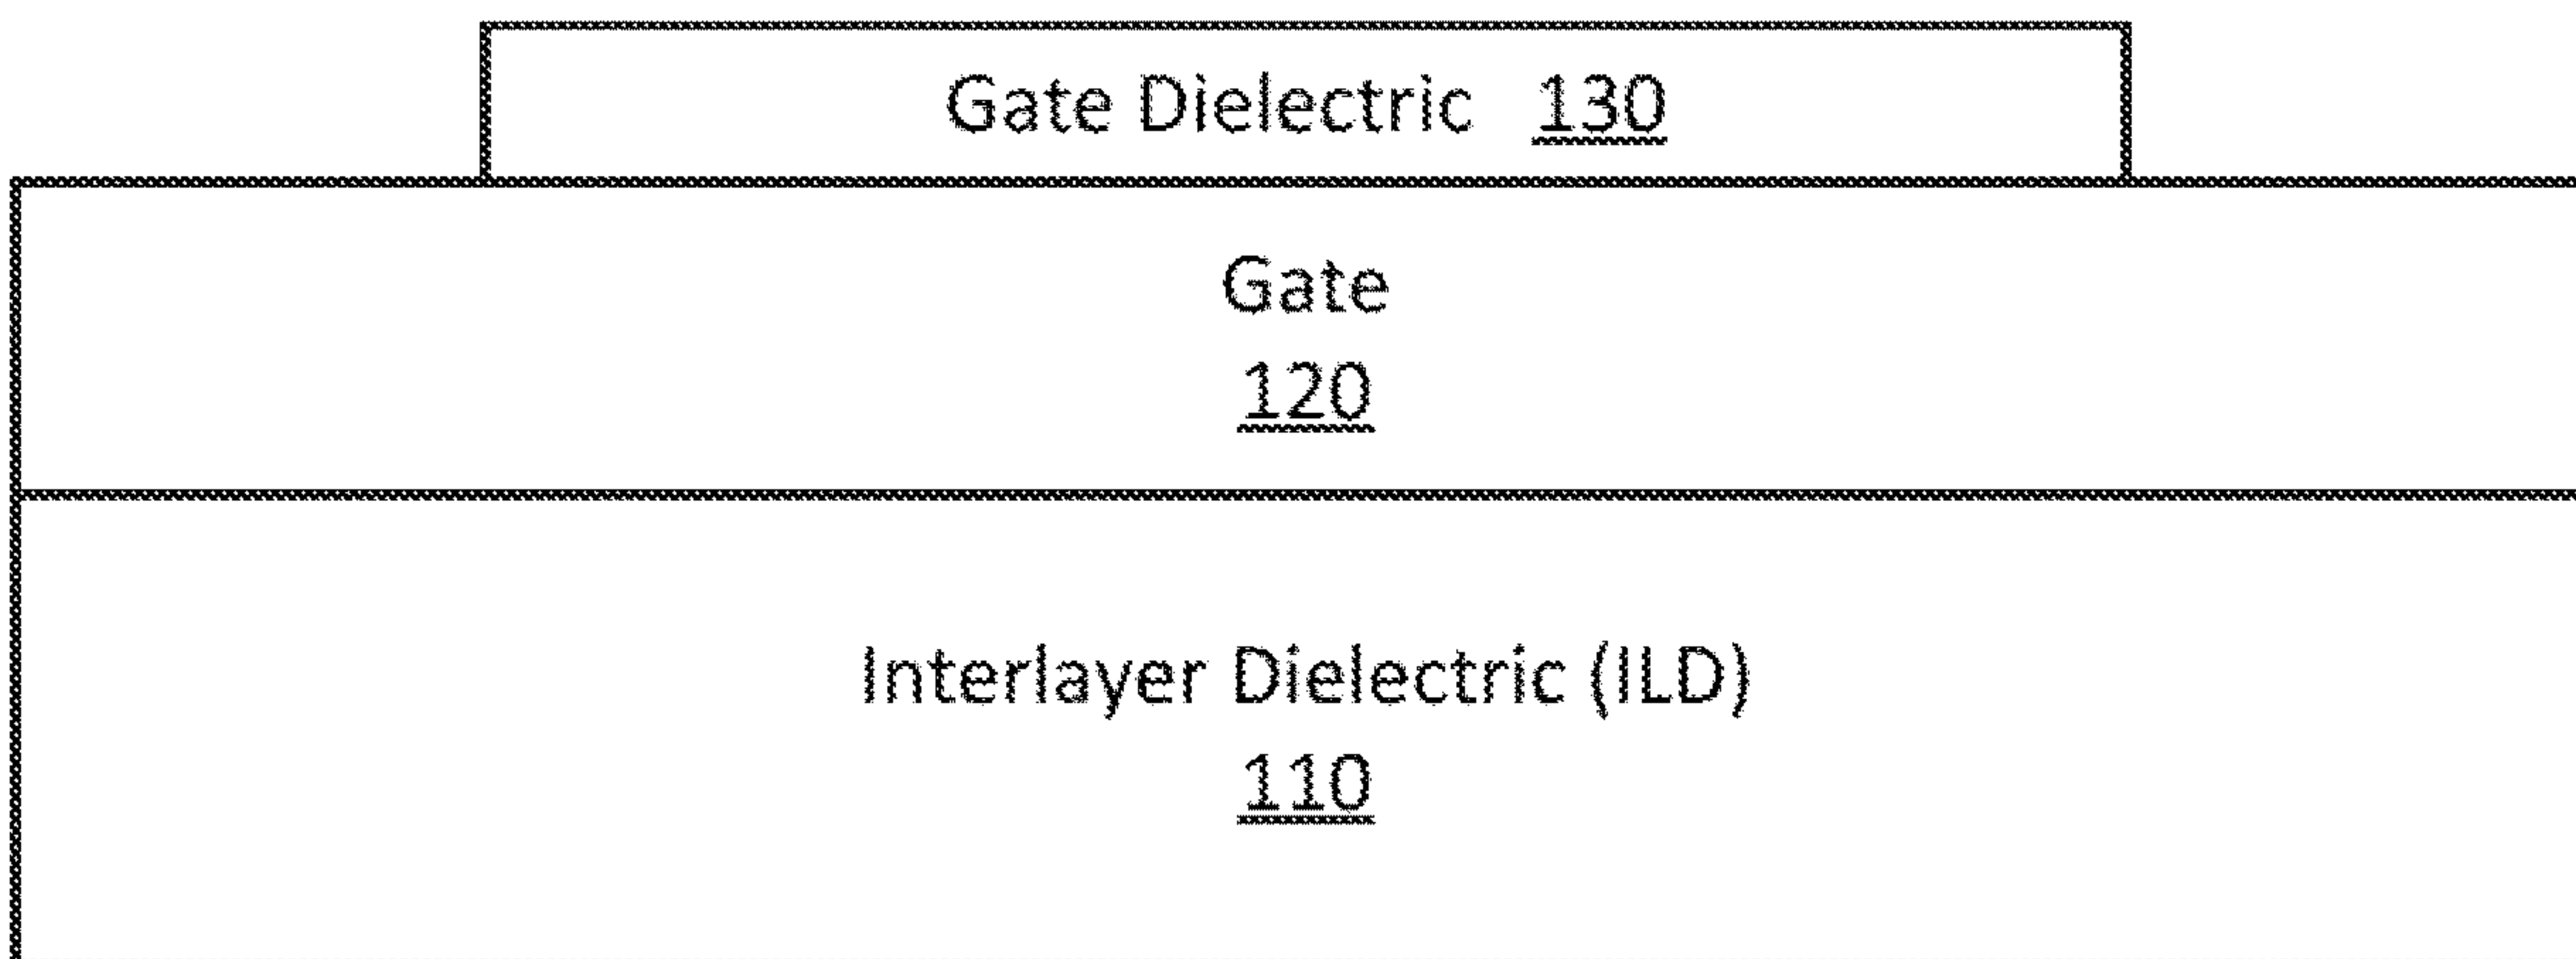 Gate Dielectric 130
Gate
120
Interlayer Dielectric (ILD)
110